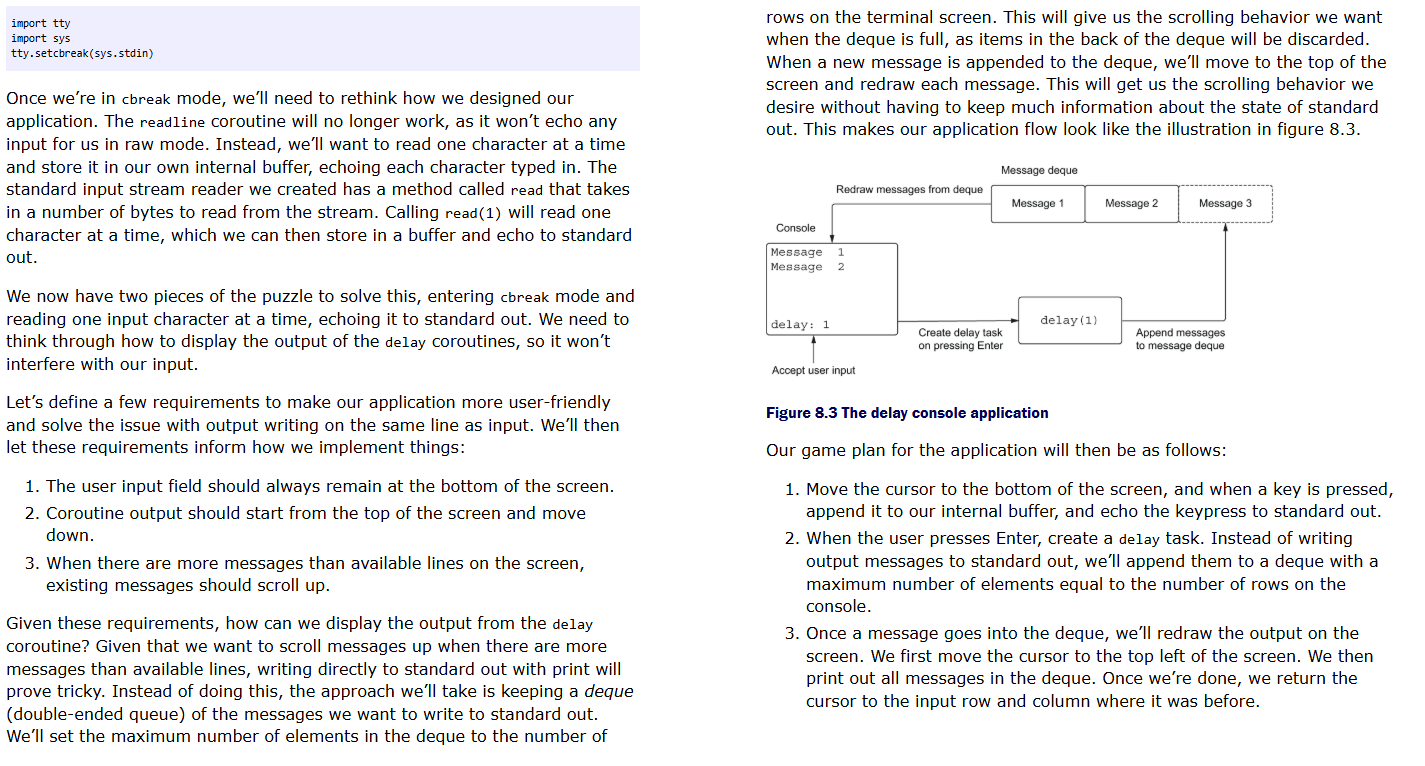 import tty
import sys
tty.setcbreak(sys.stdin)
Once we’re in cbreak mode, we’ll need to rethink how we designed our
application. The readline coroutine will no longer work, as it won’t echo any
input for us in raw mode. Instead, we’ll want to read one character at a time
and store it in our own internal buffer, echoing each character typed in. The
standard input stream reader we created has a method called read that takes
in a number of bytes to read from the stream. Calling read(1) will read one
character at a time, which we can then store in a buffer and echo to standard
out.
We now have two pieces of the puzzle to solve this, entering cbreak mode and
reading one input character at a time, echoing it to standard out. We need to
think through how to display the output of the delay coroutines, so it won’t
interfere with our input.
Let’s define a few requirements to make our application more user-friendly
and solve the issue with output writing on the same line as input. We’ll then
let these requirements inform how we implement things:
1. The user input field should always remain at the bottom of the screen.
2. Coroutine output should start from the top of the screen and move
down.
3. When there are more messages than available lines on the screen,
existing messages should scroll up.
Given these requirements, how can we display the output from the delay
coroutine? Given that we want to scroll messages up when there are more
messages than available lines, writing directly to standard out with print will
prove tricky. Instead of doing this, the approach we’ll take is keeping a deque
(double-ended queue) of the messages we want to write to standard out.
We’ll set the maximum number of elements in the deque to the number of
rows on the terminal screen. This will give us the scrolling behavior we want
when the deque is full, as items in the back of the deque will be discarded.
When a new message is appended to the deque, we’ll move to the top of the
screen and redraw each message. This will get us the scrolling behavior we
desire without having to keep much information about the state of standard
out. This makes our application flow look like the illustration in figure 8.3.
Message deque
Redraw messages from deque
Message 1 Message 2 Message 3
Console
Message 1
Message 2
delay: 1
Create delay task
on pressing Enter
delay(1)
Append messages
to message deque
Accept user input
Figure 8.3 The delay console application
Our game plan for the application will then be as follows:
1. Move the cursor to the bottom of the screen, and when a key is pressed,
append it to our internal buffer, and echo the keypress to standard out.
2. When the user presses Enter, create a delay task. Instead of writing
output messages to standard out, we’ll append them to a deque with a
maximum number of elements equal to the number of rows on the
console.
3. Once a message goes into the deque, we’ll redraw the output on the
screen. We first move the cursor to the top left of the screen. We then
print out all messages in the deque. Once we’re done, we return the
cursor to the input row and column where it was before.